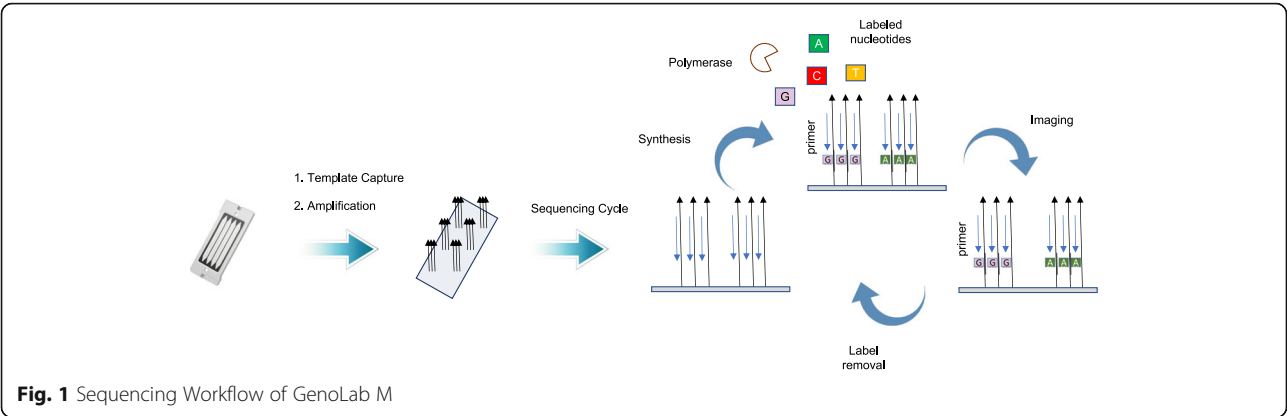 Labeled
nucleotides
A
Polymerase
C
T
G
Synthesis
primer
G G G
A A A
Imaging
1. Template Capture
2. Amplification
Sequencing Cycle
primer
G G G
A A A
Label
removal
Fig. 1 Sequencing Workflow of GenoLab M